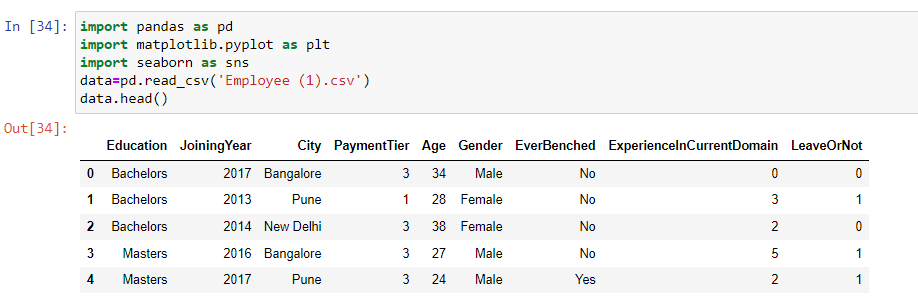 In [34]: import pandas as pd
import matplotlib.pyplot as plt
import seaborn as sns
data=pd.read_csv('Employee (1).csv')
data.head()
Out[34]:
Education JoiningYear City PaymentTier Age Gender EverBenched ExperienceInCurrentDomain LeaveOrNot
0 Bachelors 2017 Bangalore 3 34 Male No 0 0
1 Bachelors 2013 Pune 1 28 Female No 3 1
2 Bachelors 2014 New Delhi 3 38 Female No 2 0
3 Masters 2016 Bangalore 3 27 Male No 5 1
4 Masters 2017 Pune 3 24 Male Yes 2 1